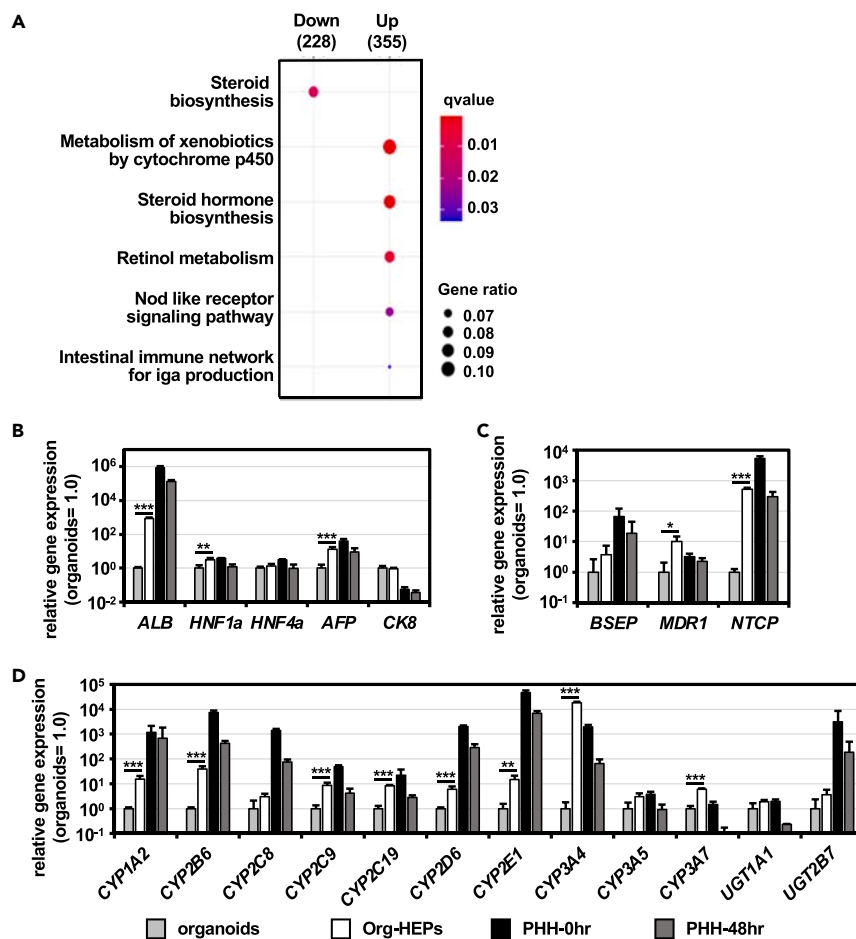 A
Down Up
(228) (355)
Steroid
biosynthesis
Metabolism of xenobiotics
by cytochrome p450
Steroid hormone
biosynthesis
Retinol metabolism
Nod like receptor
signaling pathway
Intestinal immune network
for iga production
qvalue
0.01
0.02
0.03
Gene ratio
0.07
0.08
0.09
0.10
B
relative gene expression
(organoids= 1.0)
10^6
10^4
10^2
10^0
10^-2
***
**
***
ALB HNF1a HNF4a AFP CK8
C
relative gene expression
(organoids= 1.0)
10^4
10^3
10^2
10^1
10^0
10^-1
*
***
BSEP MDR1 NTCP
D
relative gene expression
(organoids= 1.0)
10^5
10^4
10^3
10^2
10^1
10^0
10^-1
*** *** *** *** *** ** *** ***
CYP1A2 CYP2B6 CYP2C8 CYP2C9 CYP2C19 CYP2D6 CYP2E1 CYP3A4 CYP3A5 CYP3A7 UGT1A1 UGT2B7
organoids Org-HEPs PHH-0hr PHH-48hr